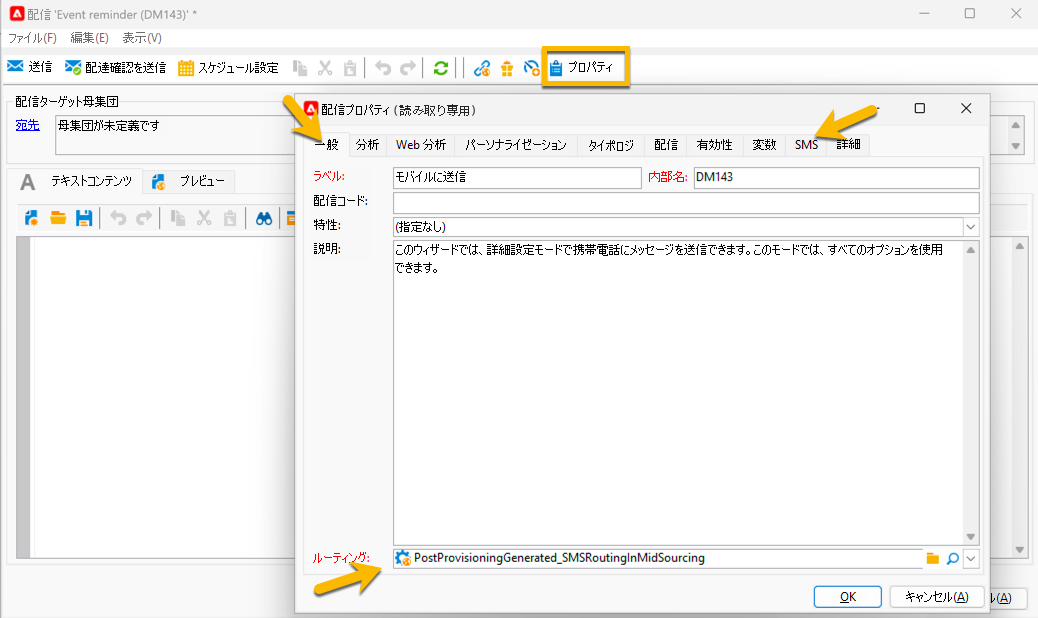 配信 'Event reminder (DM143)' *
ファイル(F) 編集(E) 表示(V)
送信 配達確認を送信 スケジュール設定 プロパティ
配信ターゲット母集団
宛先 母集団が未定義です
配信プロパティ (読み取り専用)
一般 分析 Web 分析 パーソナライゼーション タイポロジ 配信 有効性 変数 SMS 詳細
A テキストコンテンツ プレビュー
ラベル: モバイルに送信 内部名: DM143
配信コード:
特性: (指定なし)
説明: このウィザードでは、詳細設定モードで携帯電話にメッセージを送信できます。このモードでは、すべてのオプションを使用
できます。
ルーティング: PostProvisioningGenerated_SMSRoutingInMidSourcing
OK キャンセル(A) ル(A)